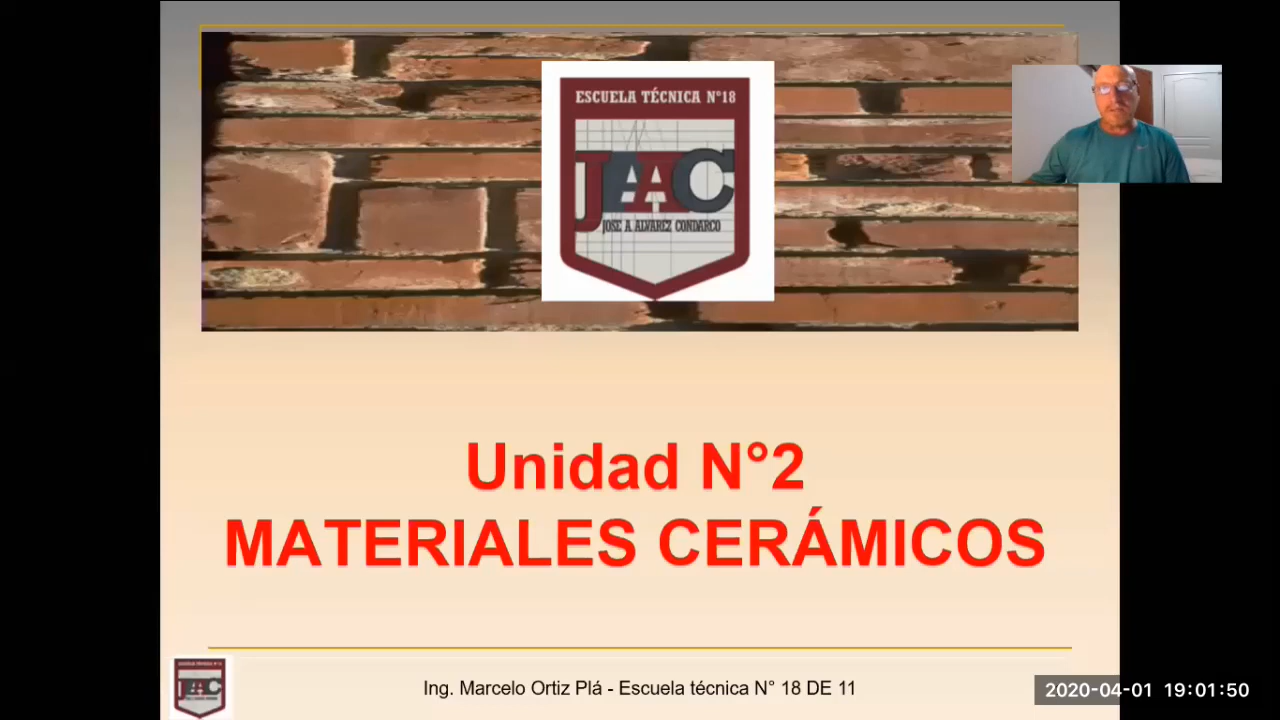 ESCUELA TÉCNICA N°18
JAAC
JOSE A. ALVAREZ CONDARCO
Unidad N°2
MATERIALES CERÁMICOS
JAAC
Ing. Marcelo Ortiz Plá - Escuela técnica N° 18 DE 11
2020-04-01 19:01:50